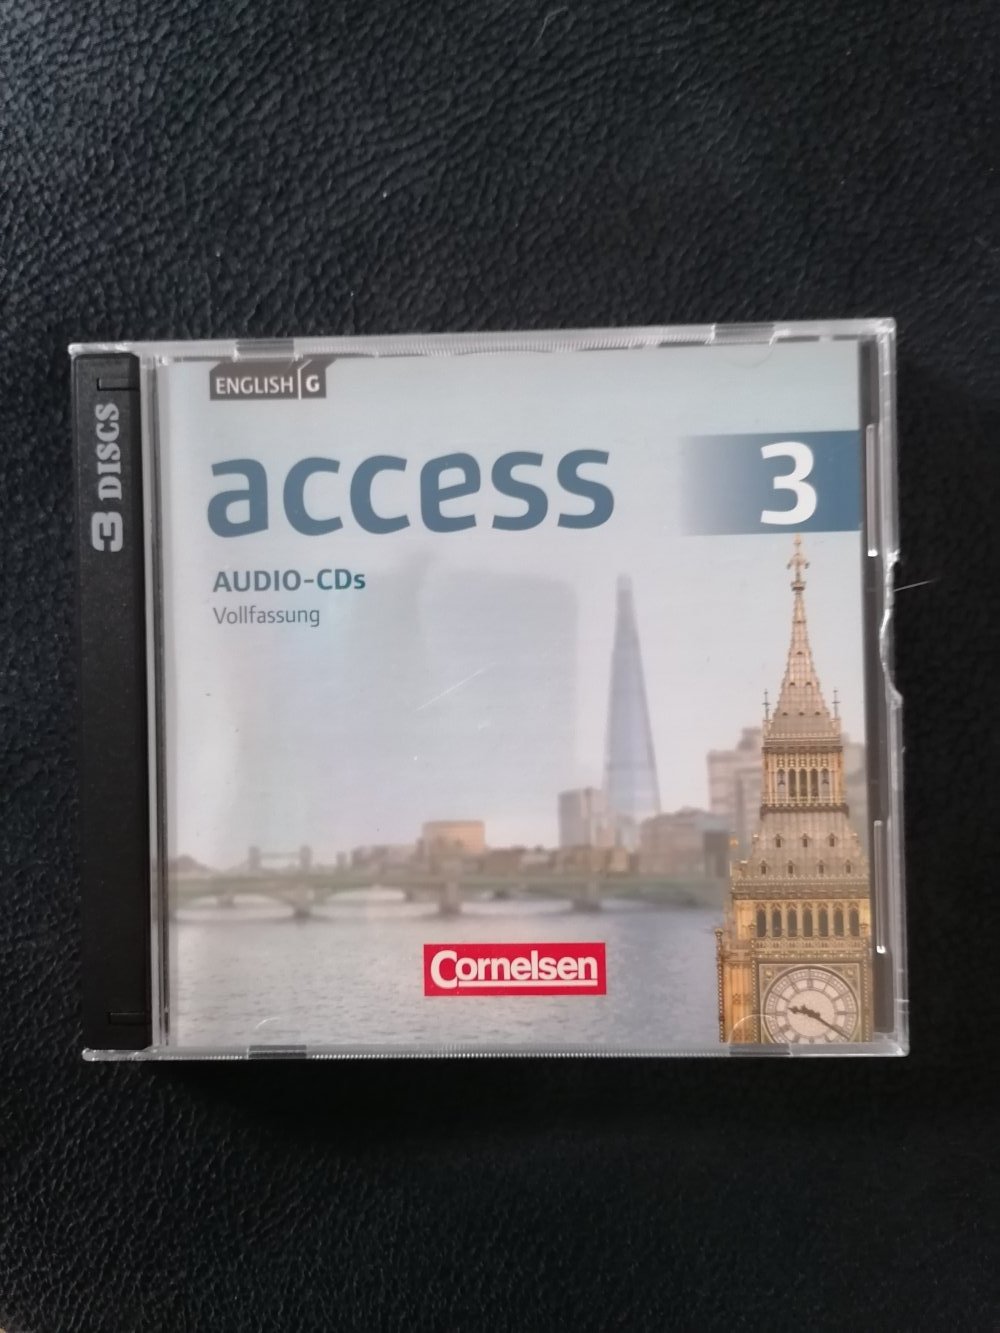 3 DISCS
ENGLISH G
access 3
AUDIO-CDs
Vollfassung
Cornelsen